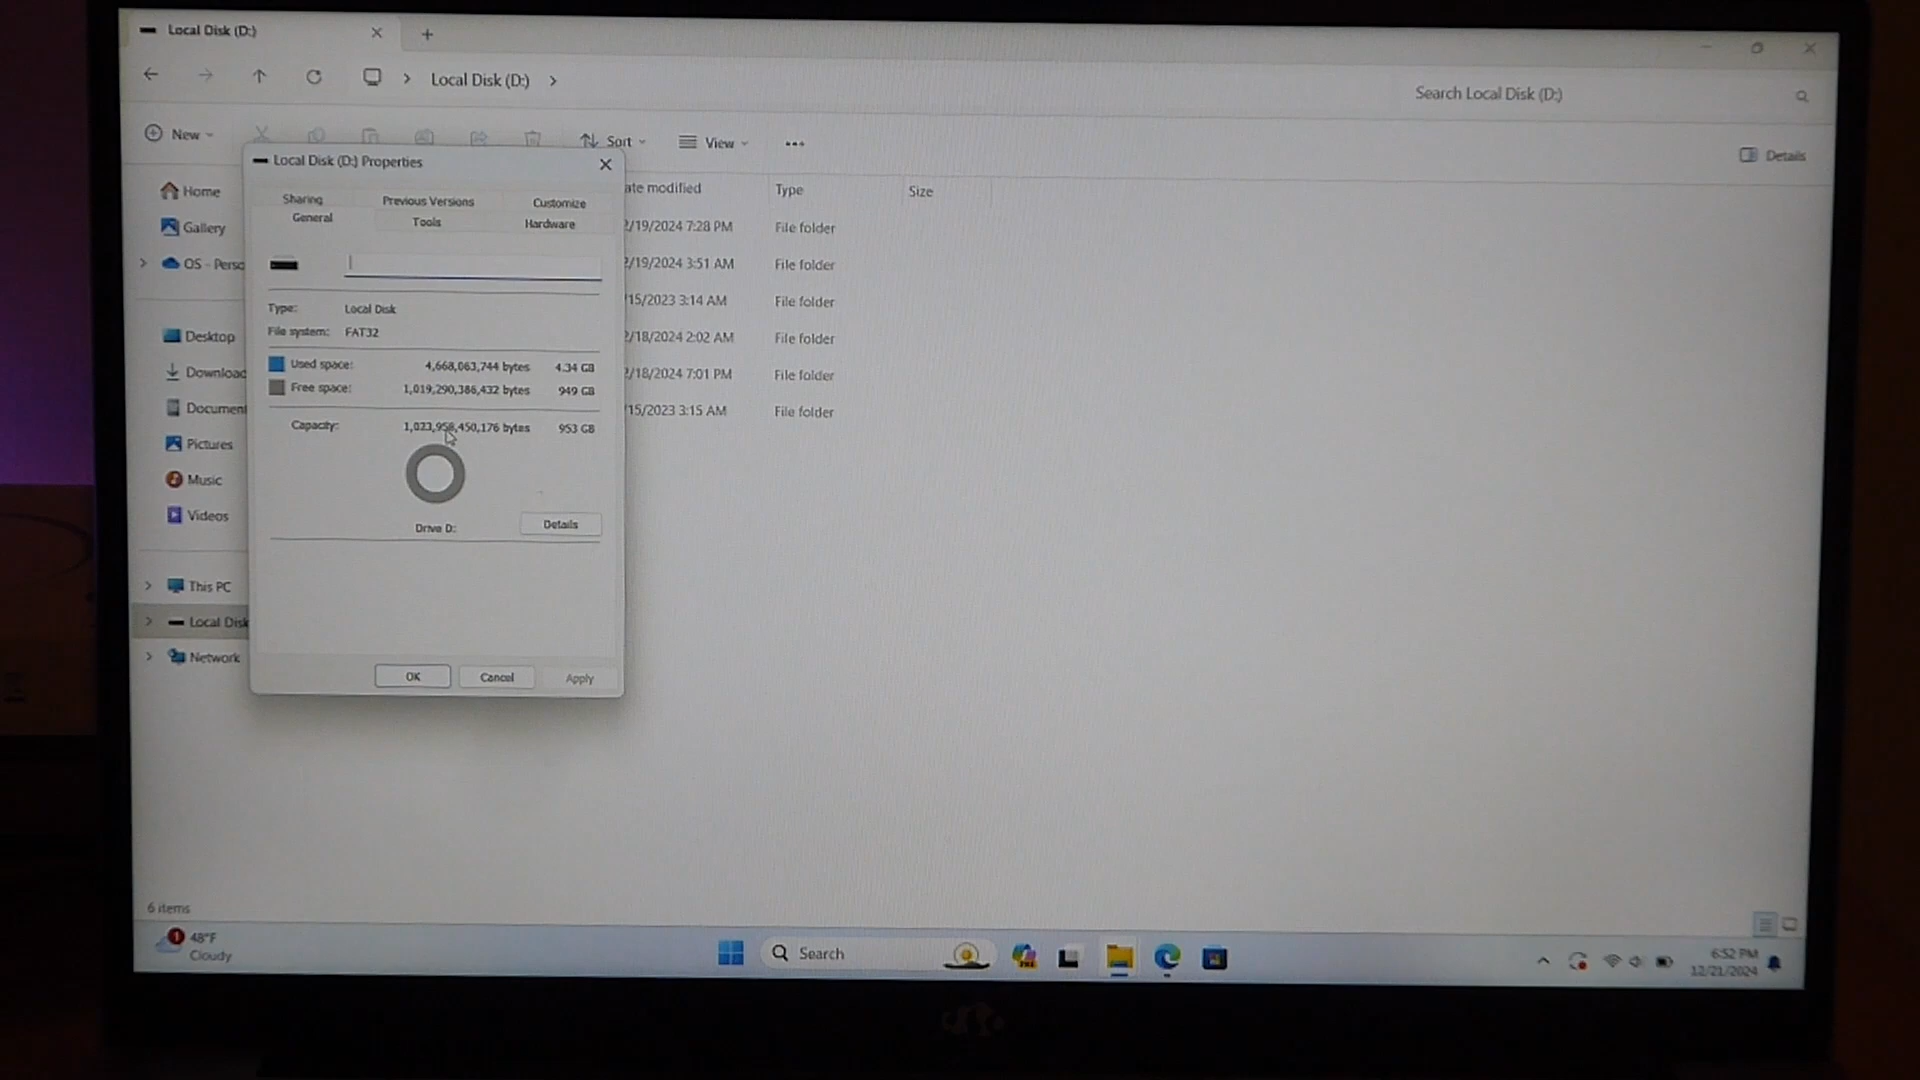 Local Disk (D:)
Local Disk (D:)
Search Local Disk (D:)
New
Sort
View
Details
Local Disk (D:) Properties
Sharing
Previous Versions
Customize
General
Tools
Hardware
Type: Local Disk
File system: FAT32
Used space: 4,668,063,744 bytes 4.34 GB
Free space: 1,019,290,386,432 bytes 949 GB
Capacity: 1,023,958,450,176 bytes 953 GB
Drive D:
Details
OK
Cancel
Apply
Home
Gallery
OS - Perso
Desktop
Download
Document
Pictures
Music
Videos
This PC
Local Disk
Network
ate modified
Type
Size
2/19/2024 7:28 PM File folder
2/19/2024 3:51 AM File folder
/15/2023 3:14 AM File folder
2/18/2024 2:02 AM File folder
2/18/2024 7:01 PM File folder
/15/2023 3:15 AM File folder
6 items
1
48°F
Cloudy
Search
6:52 PM
12/21/2024